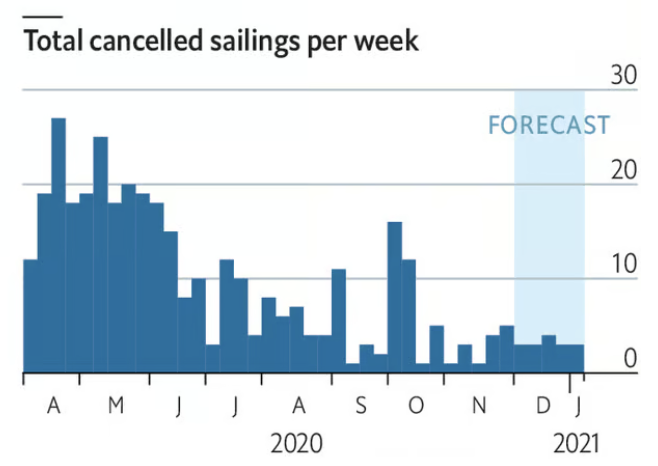 Total cancelled sailings per week
30
FORECAST
20
10
0
A M J J A S O N D J
2020 2021